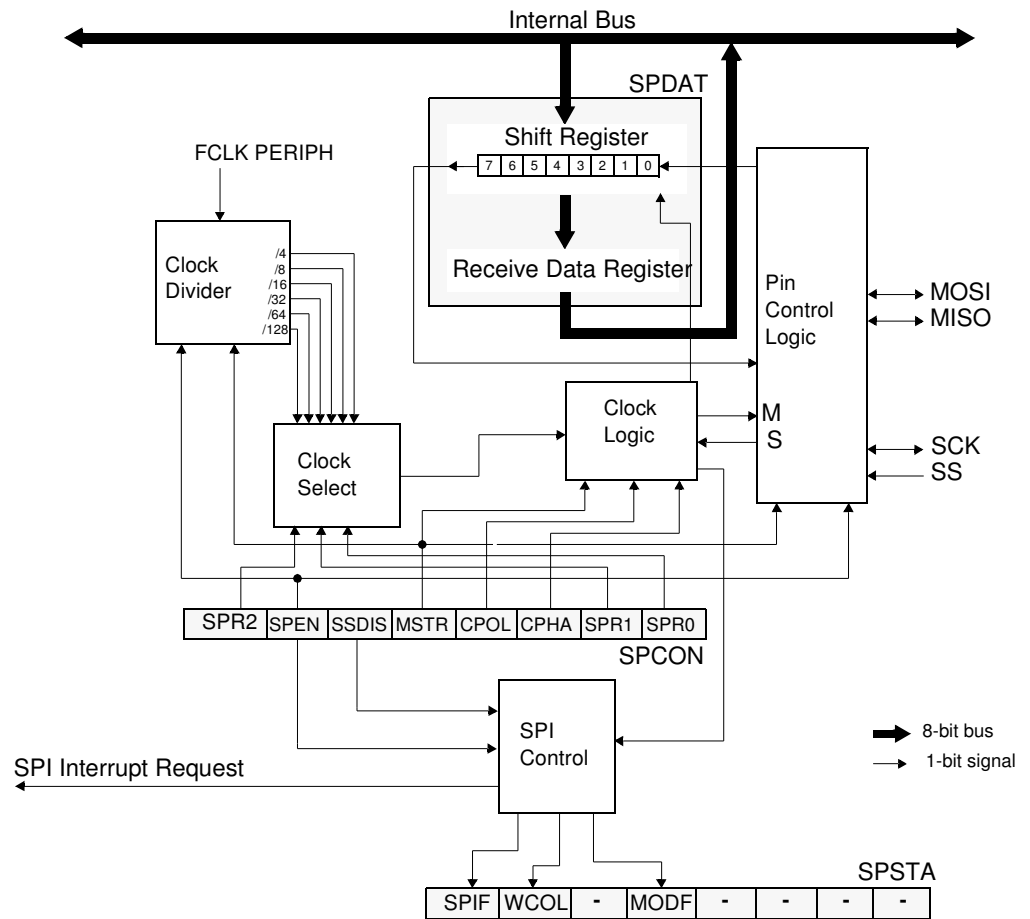 Internal Bus
SPDAT
Shift Register
7 6 5 4 3 2 1 0
FCLK PERIPH
Clock
Divider
/4
/8
/16
/32
/64
/128
Receive Data Register
Pin
Control
Logic
MOSI
MISO
Clock
Logic
M
S
SCK
SS
Clock
Select
SPR2 SPEN SSDIS MSTR CPOL CPHA SPR1 SPR0
SPCON
SPI
Control
8-bit bus
1-bit signal
SPI Interrupt Request
SPSTA
SPIF WCOL - MODF - - - -